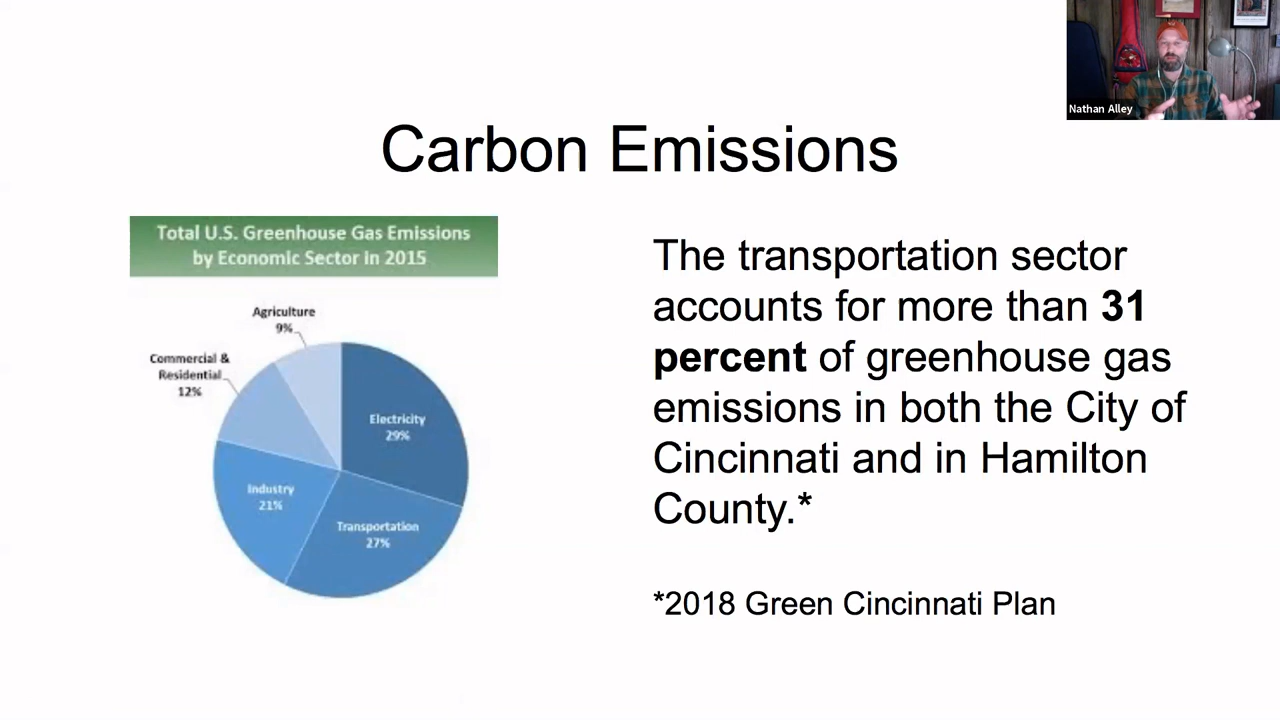 Nathan Alley
Carbon Emissions
Total U.S. Greenhouse Gas Emissions
by Economic Sector in 2015
Agriculture
9%
Commercial &
Residential
12%
Electricity
29%
Industry
21%
Transportation
27%
The transportation sector
accounts for more than 31
percent of greenhouse gas
emissions in both the City of
Cincinnati and in Hamilton
County.*
*2018 Green Cincinnati Plan